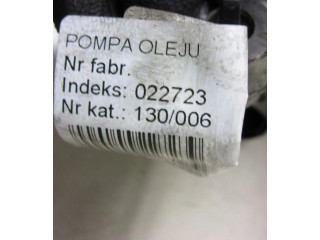 POMPA OLEJU
Nr fabr.
Indeks: 022723
Nr kat.: 130/006